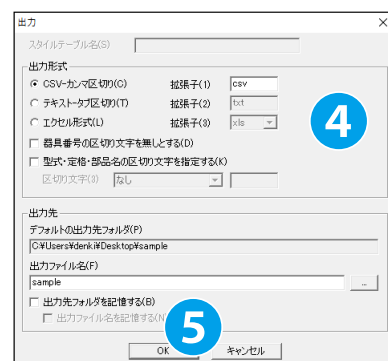 出力
スタイルテーブル名(S)
出力形式
CSV-カンマ区切り(C) 拡張子(1) csv
テキスト-タブ区切り(T) 拡張子(2) txt
エクセル形式(L) 拡張子(3) xls
器具番号の区切り文字を無しとする(D)
型式・定格・部品名の区切り文字を指定する(K)
区切り文字(3) なし
4
出力先
デフォルトの出力先フォルダ(P)
C:¥Users¥denki¥Desktop¥sample
出力ファイル名(F)
sample ...
出力先フォルダを記憶する(B)
出力ファイル名を記憶する(N)
5
OK キャンセル